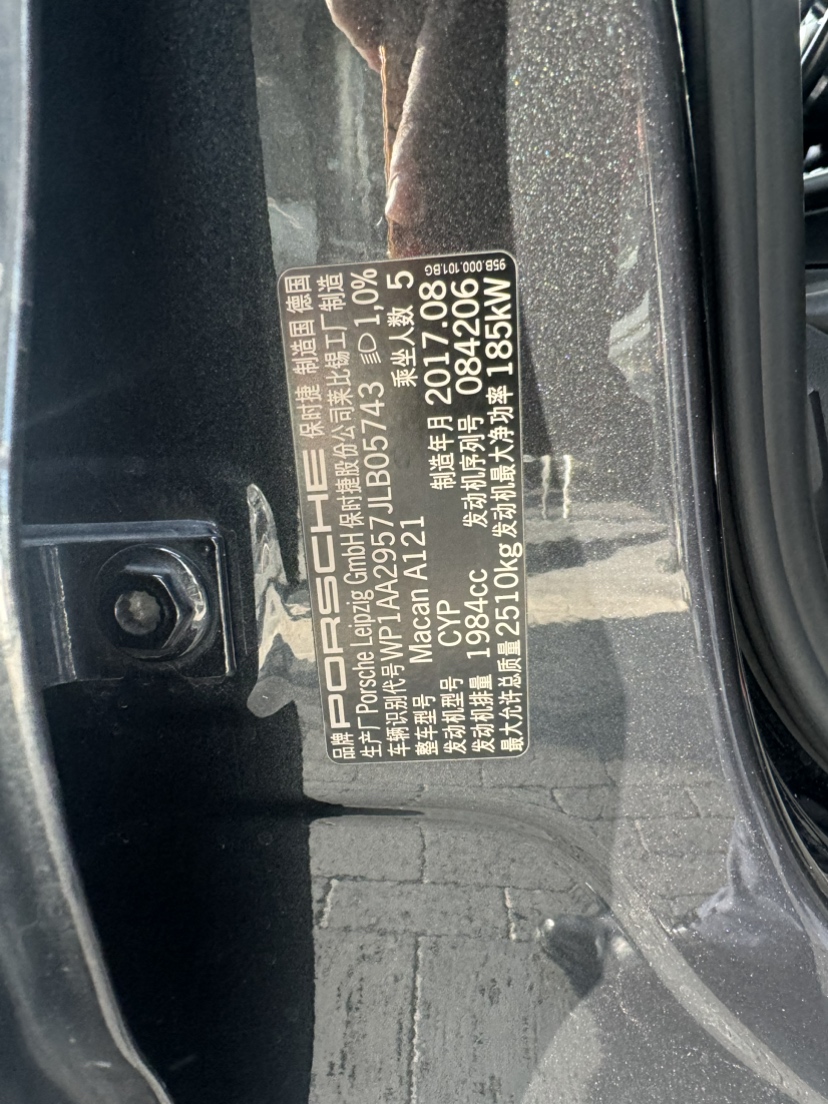 品牌 PORSCHE 保时捷 制造国 德国
生产厂 Porsche Leipzig GmbH 保时捷股份公司莱比锡工厂制造
车辆识别代号 WP1AA2957JLB05743 1,0%
整车型号 Macan A121 乘坐人数 5
发动机型号 CYP 制造年月 2017.08
发动机排量 1984cc 发动机序列号 084206
最大允许总质量 2510kg 发动机最大净功率 185kW
95B.000.101.BG